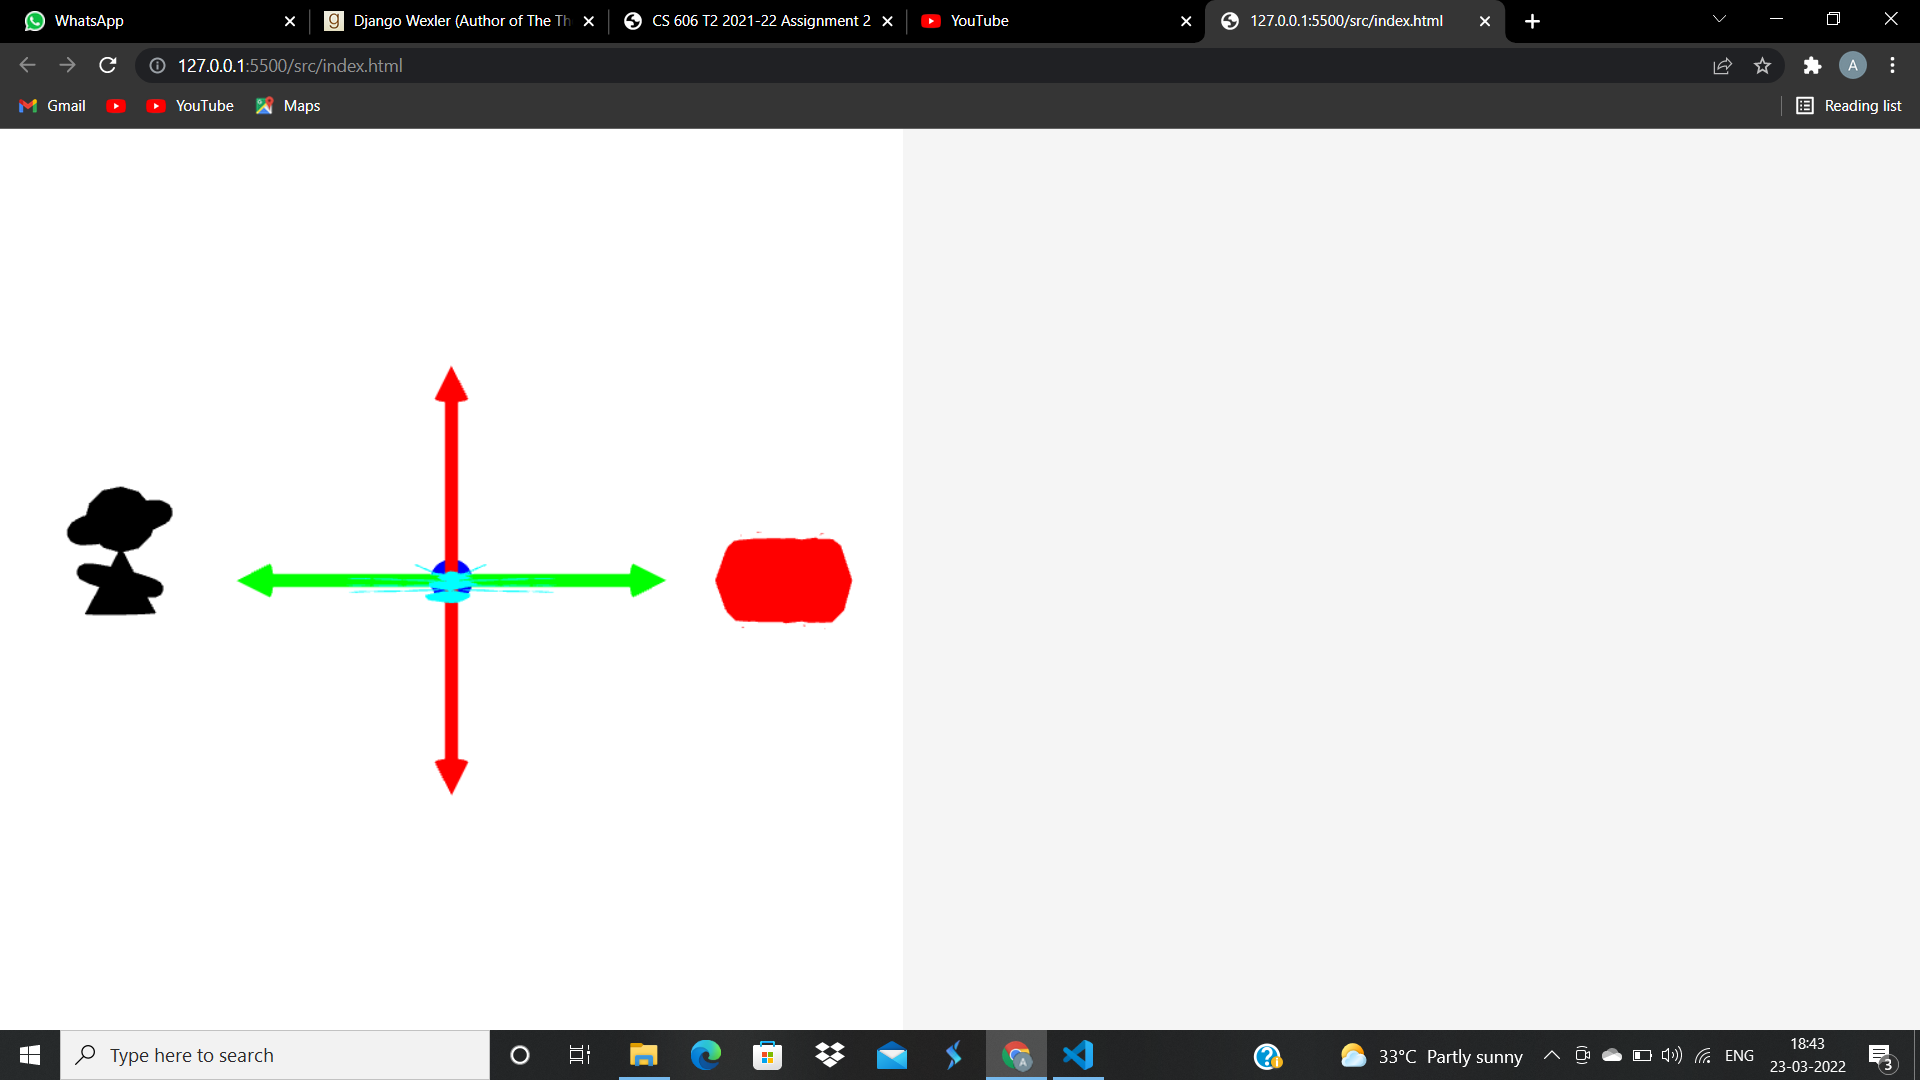 WhatsApp
Django Wexler (Author of The Th
CS 606 T2 2021-22 Assignment 2
YouTube
127.0.0.1:5500/src/index.html
127.0.0.1:5500/src/index.html
A
Gmail
YouTube
Maps
Reading list
Type here to search
A
33°C Partly sunny
ENG
18:43
23-03-2022
3